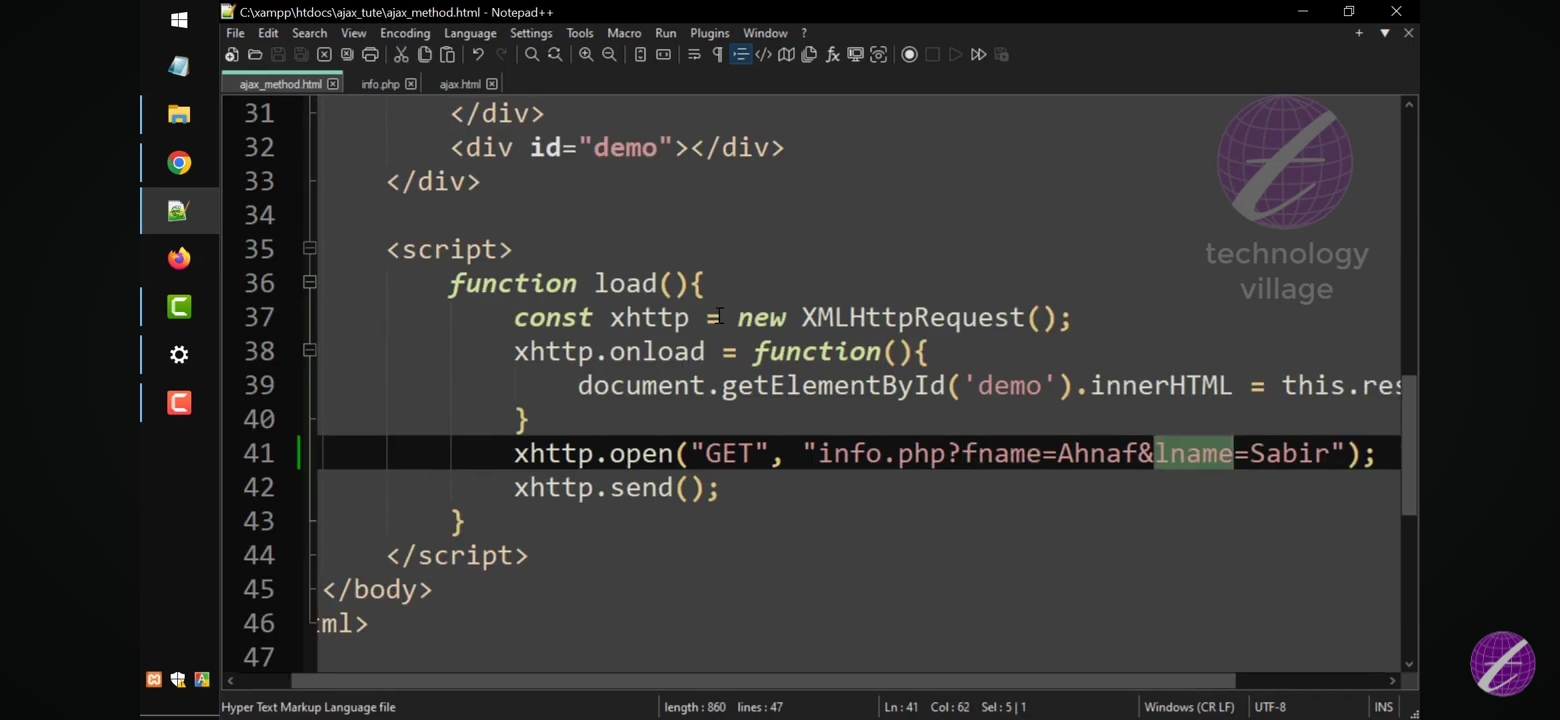 C:\xampp\htdocs\ajax_tute\ajax_method.html - Notepad++
File Edit Search View Encoding Language Settings Tools Macro Run Plugins Window ?
ajax_method.html info.php ajax.html
31 </div>
32 <div id="demo"></div>
33 </div>
34
35 <script>
36 function load(){
37 const xhttp = new XMLHttpRequest();
38 xhttp.onload = function(){
39 document.getElementById('demo').innerHTML = this.res
40 }
41 xhttp.open("GET", "info.php?fname=Ahnaf&lname=Sabir");
42 xhttp.send();
43 }
44 </script>
45 </body>
46 tml>
47
technology
village
Hyper Text Markup Language file length : 860 lines : 47 Ln : 41 Col : 62 Sel : 5 | 1 Windows (CR LF) UTF-8 INS